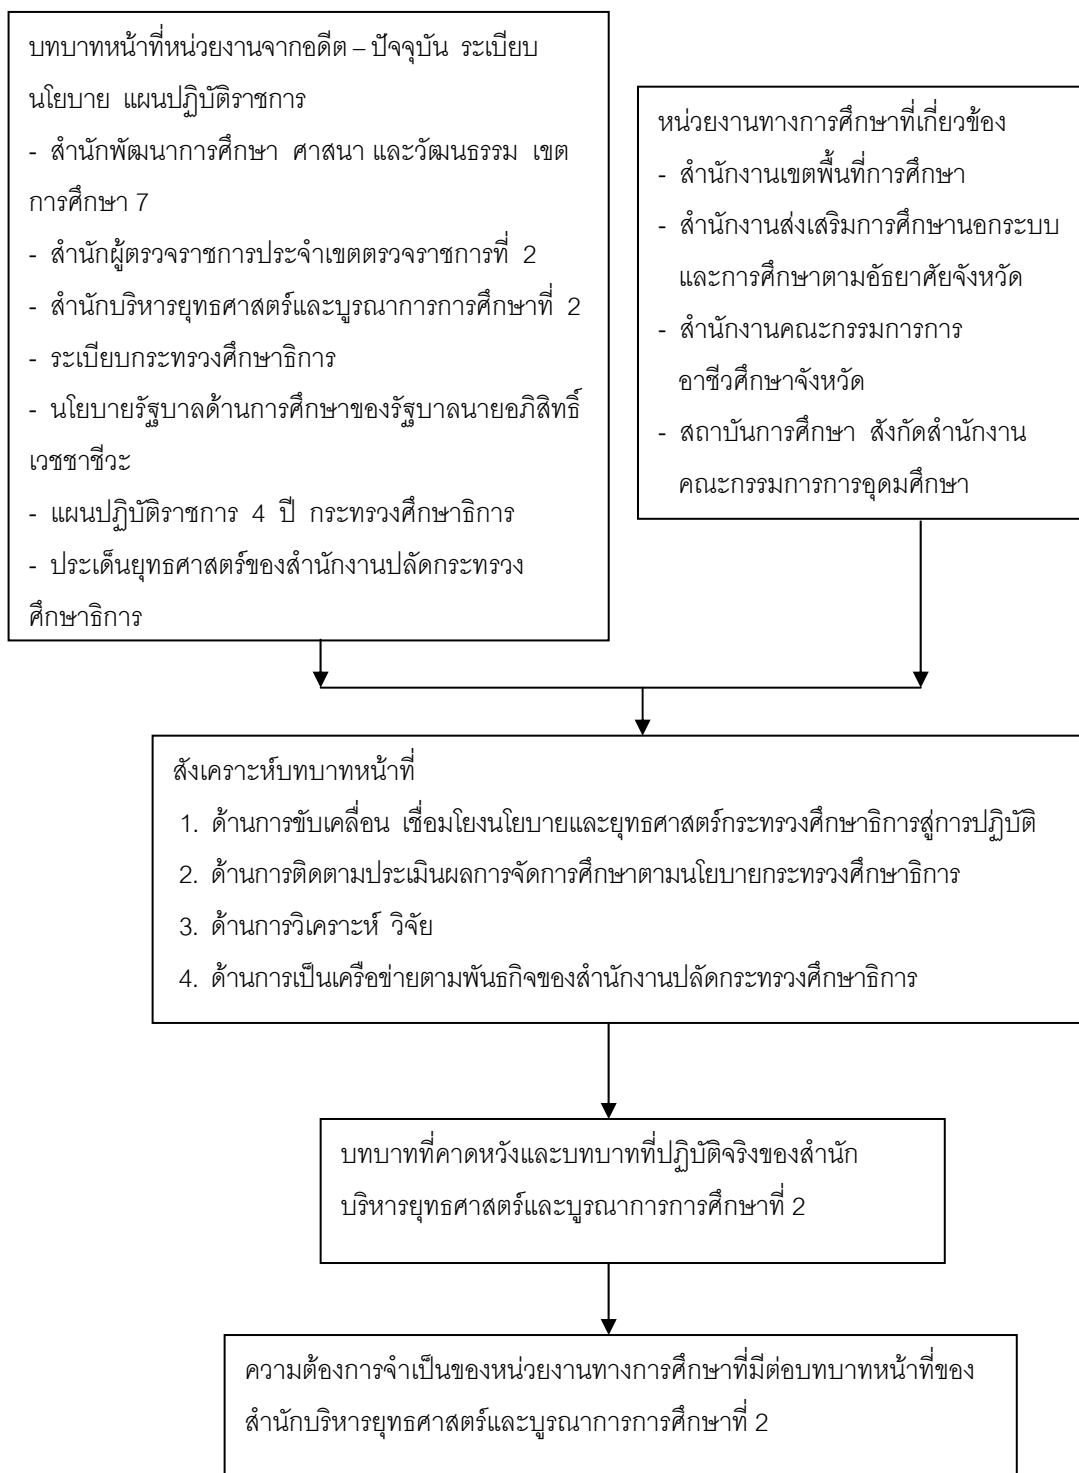 บทบาทหน้าที่หน่วยงานจากอดีต – ปัจจุบัน ระเบียบ
นโยบาย แผนปฏิบัติราชการ
- สำนักพัฒนาการศึกษา ศาสนา และวัฒนธรรม เขต
การศึกษา 7
- สำนักผู้ตรวจราชการประจำเขตตรวจราชการที่ 2
- สำนักบริหารยุทธศาสตร์และบูรณาการการศึกษาที่ 2
- ระเบียบกระทรวงศึกษาธิการ
- นโยบายรัฐบาลด้านการศึกษาของรัฐบาลนายอภิสิทธิ์
เวชชาชีวะ
- แผนปฏิบัติราชการ 4 ปี กระทรวงศึกษาธิการ
- ประเด็นยุทธศาสตร์ของสำนักงานปลัดกระทรวง
ศึกษาธิการ
หน่วยงานทางการศึกษาที่เกี่ยวข้อง
- สำนักงานเขตพื้นที่การศึกษา
- สำนักงานส่งเสริมการศึกษานอกระบบ
และการศึกษาตามอัธยาศัยจังหวัด
- สำนักงานคณะกรรมการการ
อาชีวศึกษาจังหวัด
- สถาบันการศึกษา สังกัดสำนักงาน
คณะกรรมการการอุดมศึกษา
สังเคราะห์บทบาทหน้าที่
1. ด้านการขับเคลื่อน เชื่อมโยงนโยบายและยุทธศาสตร์กระทรวงศึกษาธิการสู่การปฏิบัติ
2. ด้านการติดตามประเมินผลการจัดการศึกษาตามนโยบายกระทรวงศึกษาธิการ
3. ด้านการวิเคราะห์ วิจัย
4. ด้านการเป็นเครือข่ายตามพันธกิจของสำนักงานปลัดกระทรวงศึกษาธิการ
บทบาทที่คาดหวังและบทบาทที่ปฏิบัติจริงของสำนัก
บริหารยุทธศาสตร์และบูรณาการการศึกษาที่ 2
ความต้องการจำเป็นของหน่วยงานทางการศึกษาที่มีต่อบทบาทหน้าที่ของ
สำนักบริหารยุทธศาสตร์และบูรณาการการศึกษาที่ 2